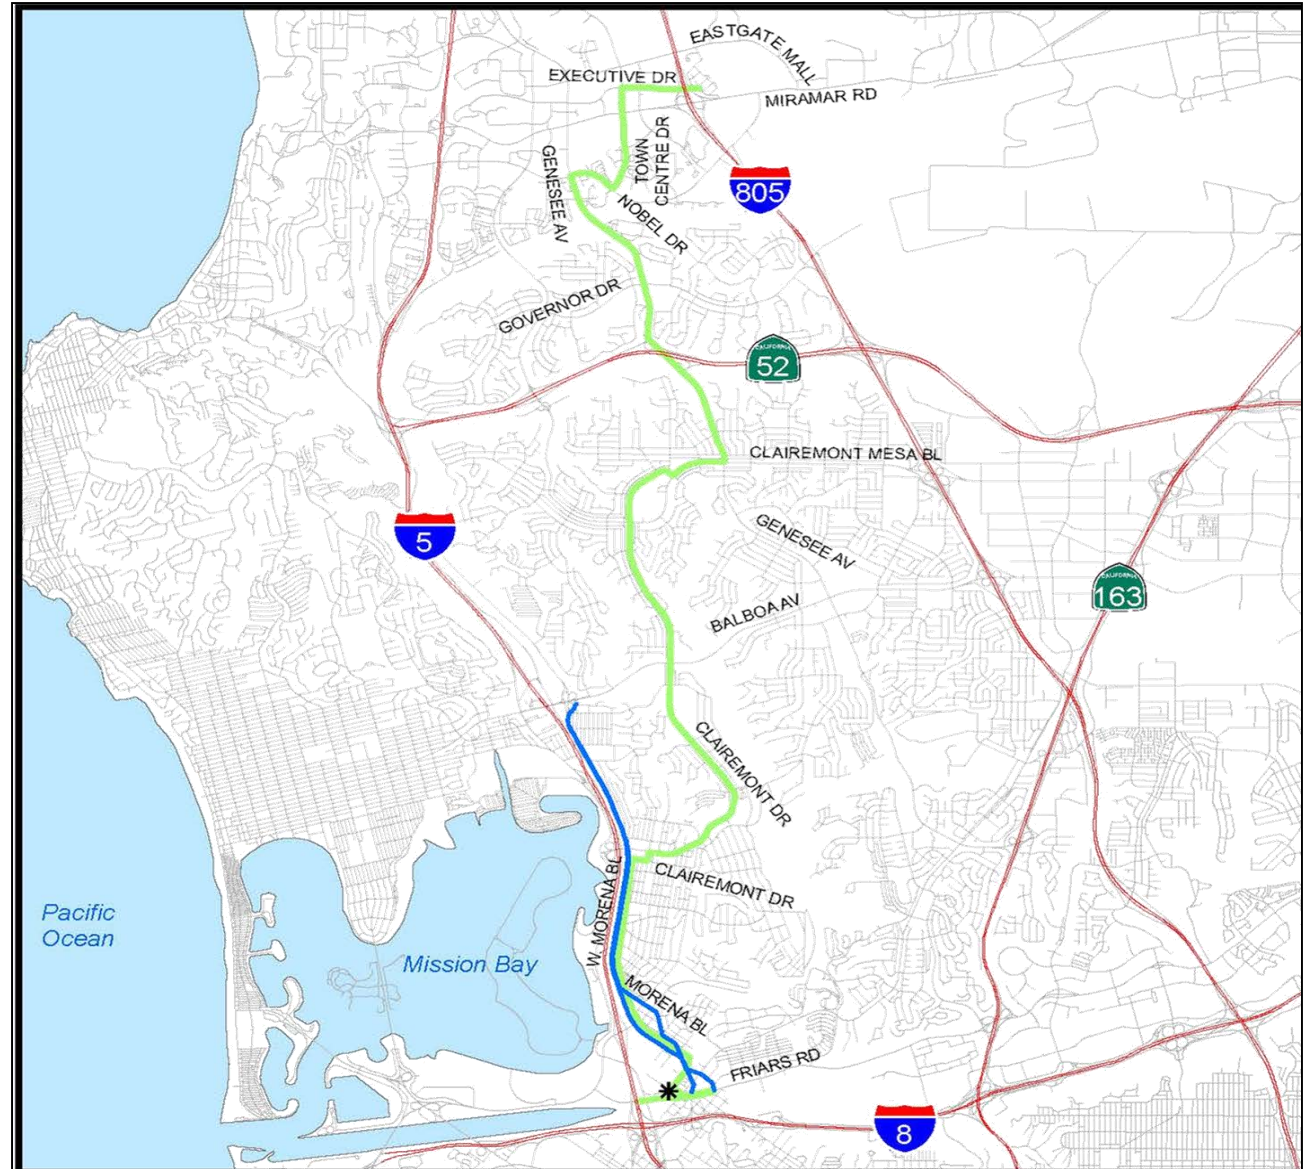 EASTGATE MALL
EXECUTIVE DR
MIRAMAR RD
TOWN
CENTRE DR
GENESEE AV
805
NOBEL DR
GOVERNOR DR
CALIFORNIA
52
CLAIREMONT MESA BL
5
GENESEE AV
CALIFORNIA
163
BALBOA AV
CLAIREMONT DR
CLAIREMONT DR
W. MORENA BL
Pacific
Ocean
Mission Bay
MORENA BL
FRIARS RD
8